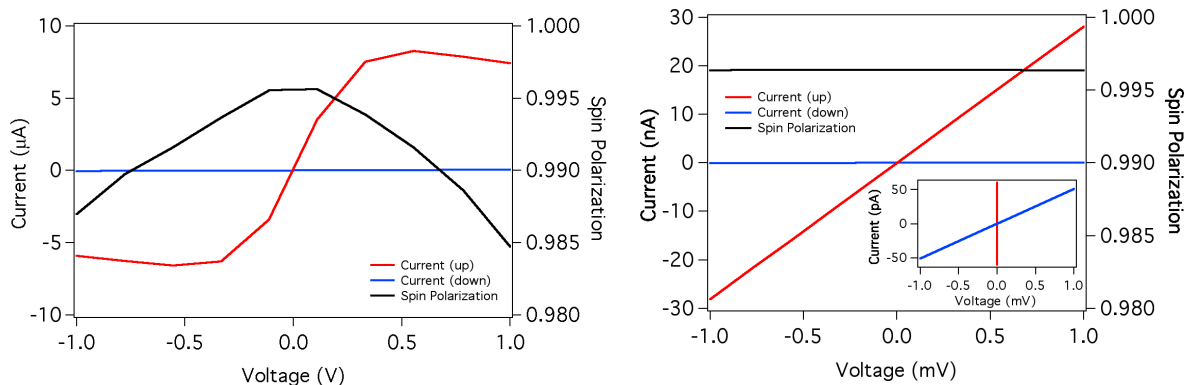 10
5
0
-5
-10
Current (μA)
1.000
0.995
0.990
0.985
0.980
Spin Polarization
Current (up)
Current (down)
Spin Polarization
-1.0
-0.5
0.0
0.5
1.0
Voltage (V)
30
20
10
0
-10
-20
-30
Current (nA)
1.000
0.995
0.990
0.985
0.980
Spin Polarization
Current (up)
Current (down)
Spin Polarization
50
0
-50
Current (pA)
-1.0
-0.5
0.0
0.5
1.0
Voltage (mV)
-1.0
-0.5
0.0
0.5
1.0
Voltage (mV)